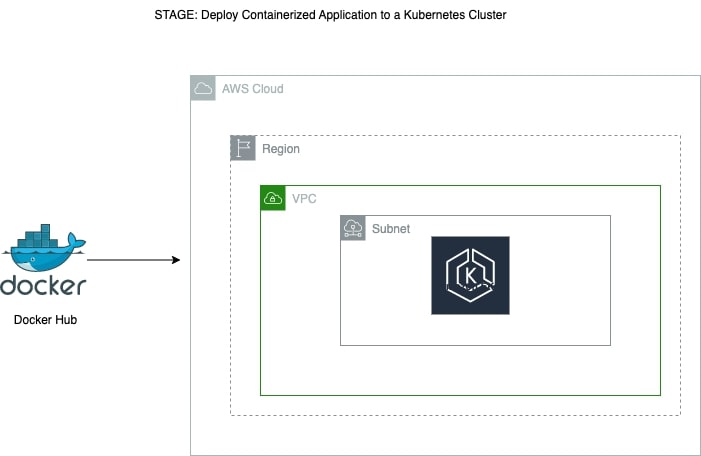 STAGE: Deploy Containerized Application to a Kubernetes Cluster
AWS Cloud
Region
VPC
Subnet
K
docker
Docker Hub